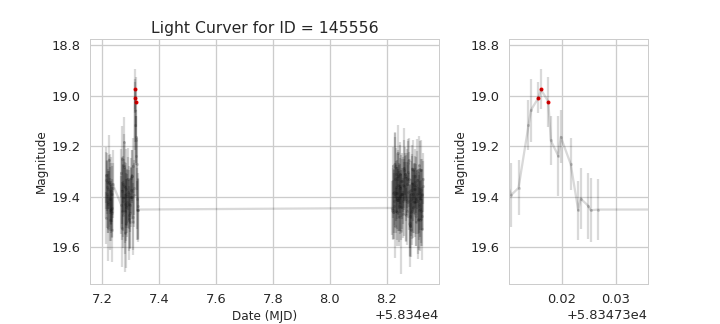 Light Curver for ID = 145556
18.8
19.0
19.2
19.4
19.6
Magnitude
7.2 7.4 7.6 7.8 8.0 8.2
Date (MJD)
+5.834e4
18.8
19.0
19.2
19.4
19.6
Magnitude
0.02 0.03
+5.83473e4